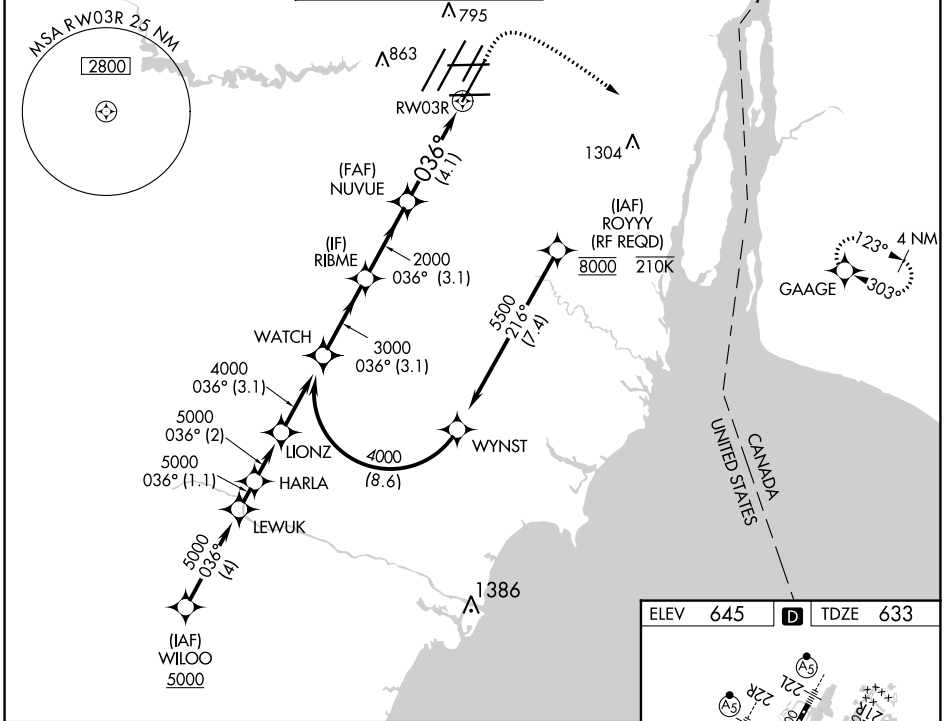 MSA RW03R 25 NM
2800
795
863
RW03R
1304
036°
(4.1)
(FAF)
NUVUE
(IAF)
ROYYY
(RF REQD)
8000 210K
(IF)
RIBME
2000
036° (3.1)
123°
4 NM
303°
GAAGE
5500
216°
(7.4)
WATCH
3000
036° (3.1)
4000
036° (3.1)
5000
036° (2)
LIONZ
WYNST
4000
(8.6)
5000
036° (1.1)
HARLA
LEWUK
CANADA
UNITED STATES
5000
036°
(4)
1386
(IAF)
WILOO
5000
ELEV 645 D TDZE 633
A5
A5
22R
22L